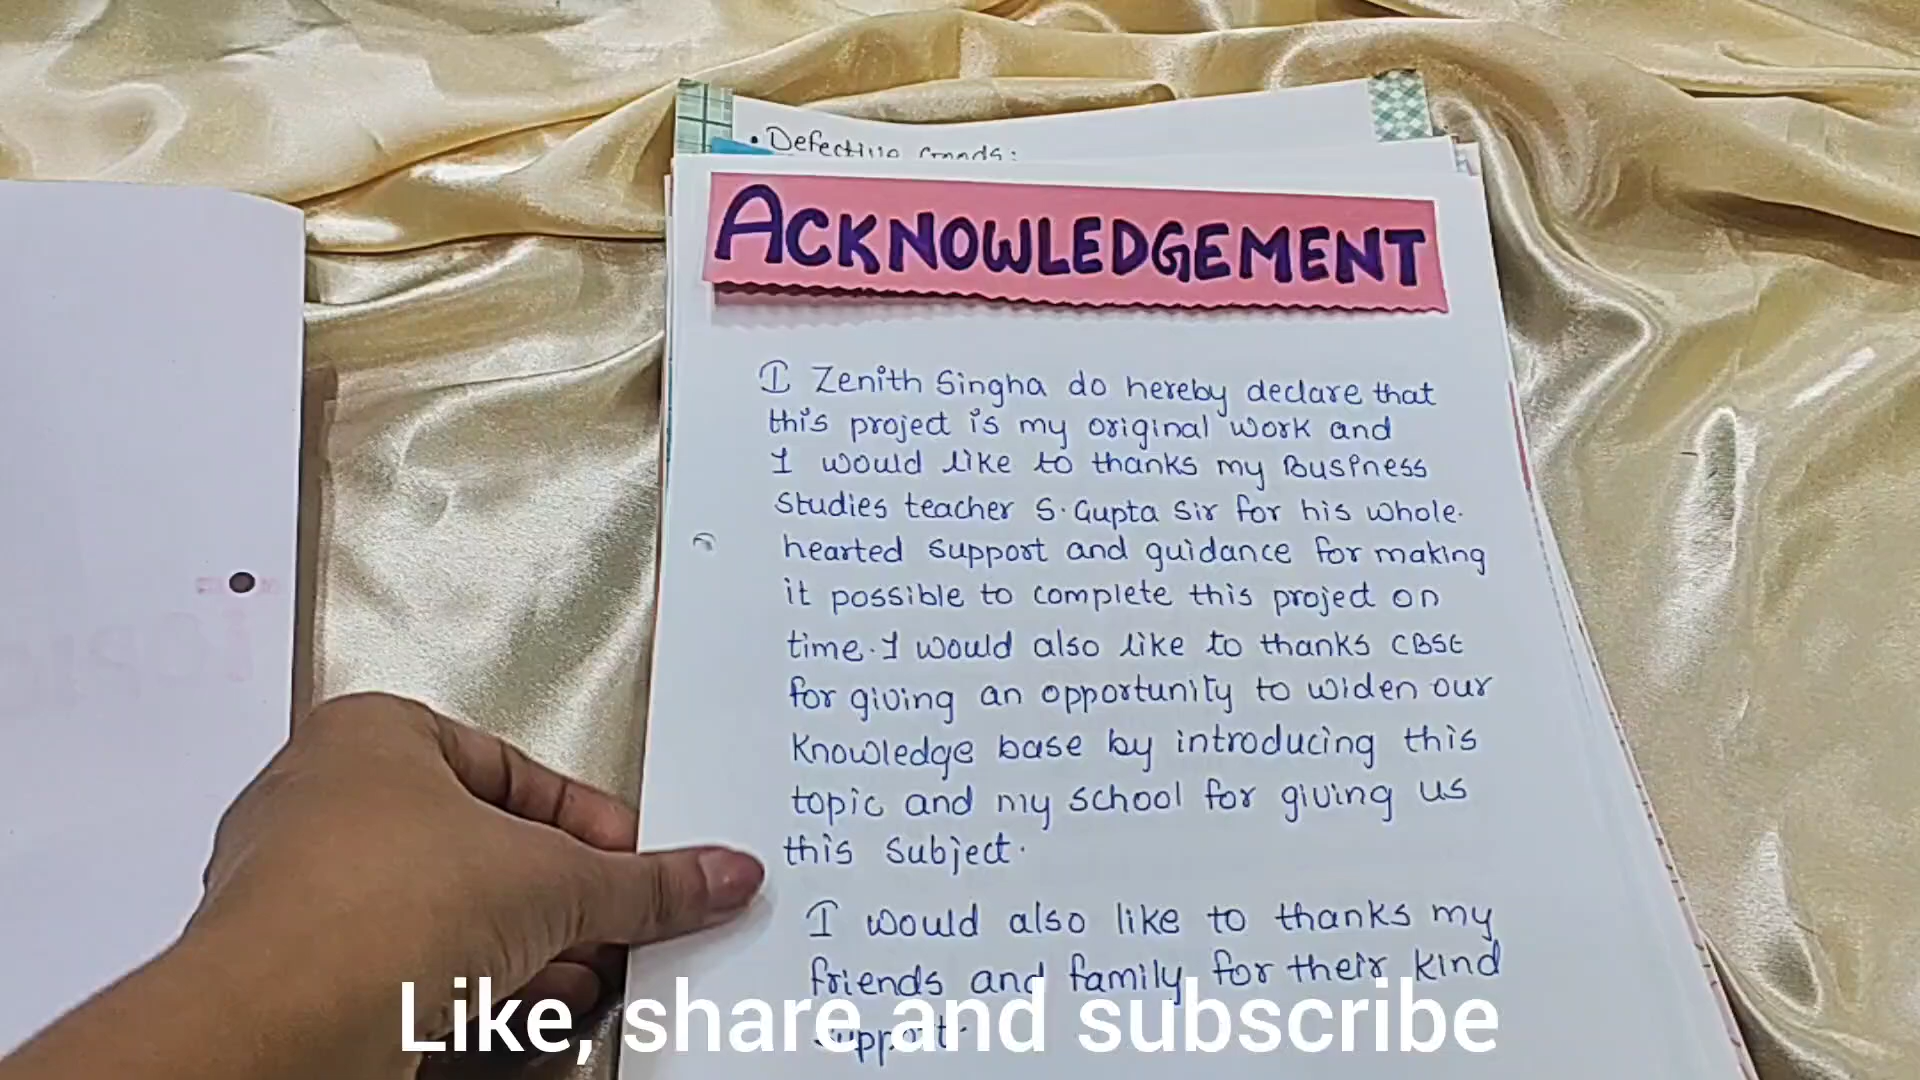 • Defective Goods:
ACKNOWLEDGEMENT
I Zenith Singha do hereby declare that
this project is my original work and
I would like to thanks my Business
Studies teacher S. Gupta Sir for his whole-
hearted support and guidance for making
it possible to complete this project on
time. I would also like to thanks CBSE
for giving an opportunity to widen our
Knowledge base by introducing this
topic and my school for giving us
this subject.
I would also like to thanks my
friends and family for their kind
support.
Like, share and subscribe